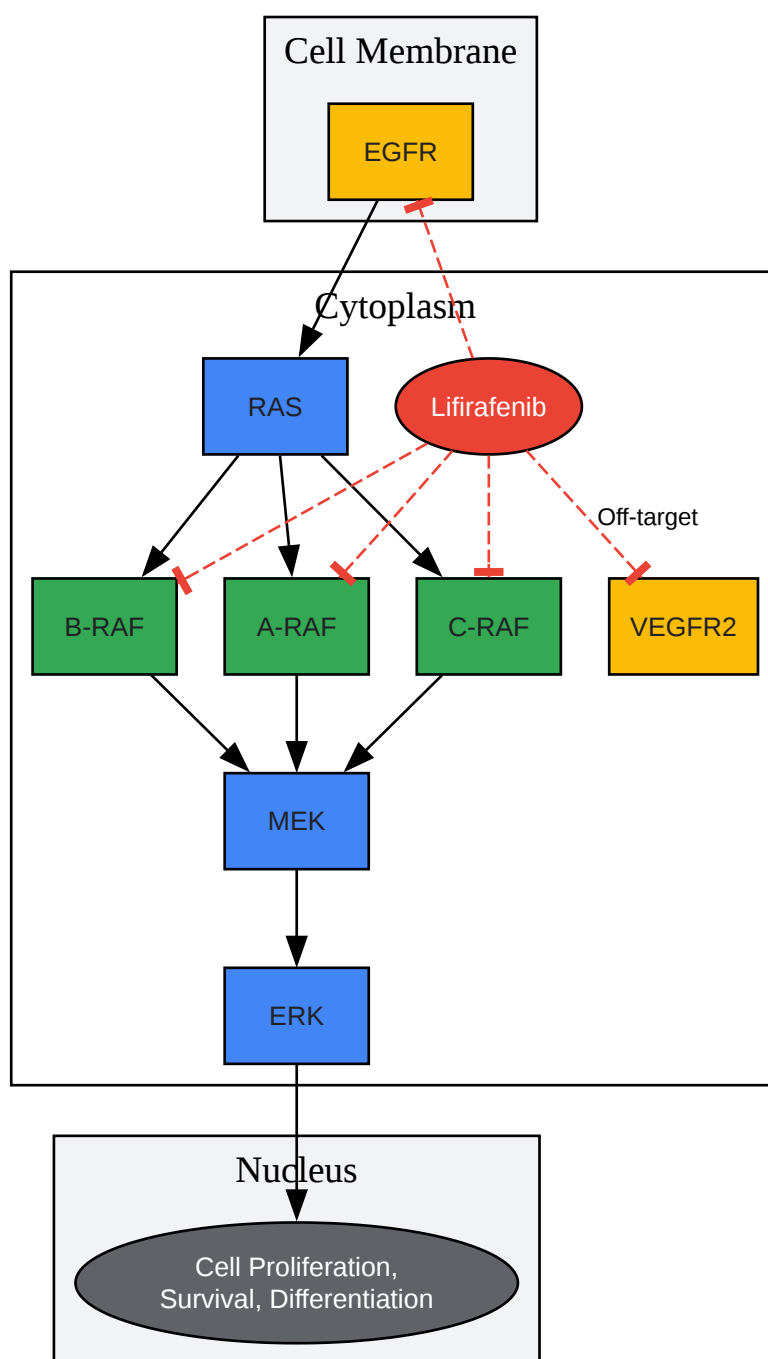 Cell Membrane
EGFR
Cytoplasm
RAS
Lifirafenib
Off-target
B-RAF
A-RAF
C-RAF
VEGFR2
MEK
ERK
Nucleus
Cell Proliferation,
Survival, Differentiation